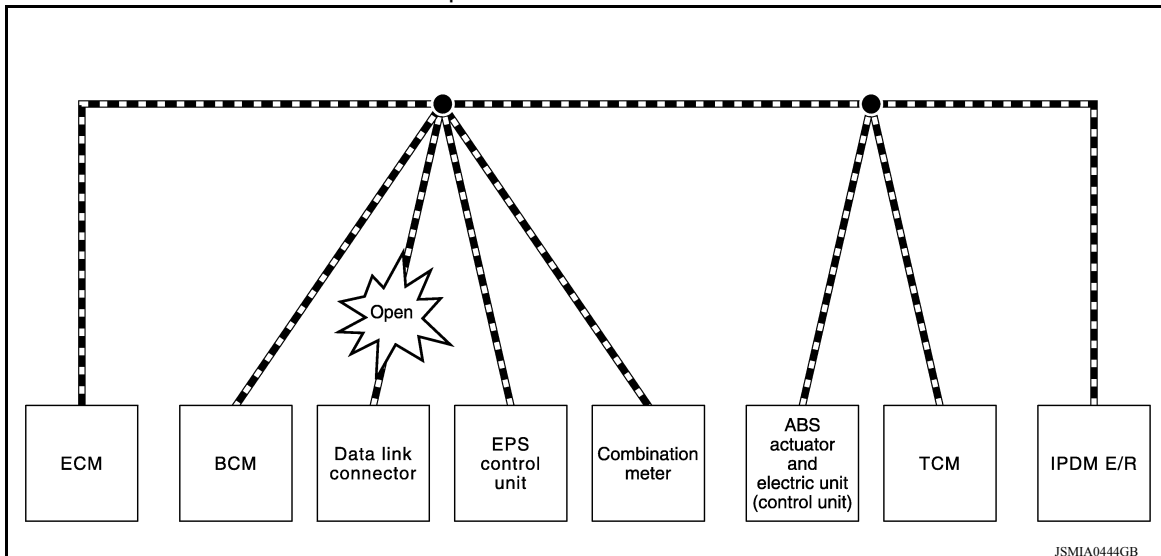 Open
ECM
BCM
Data link
connector
EPS
control
unit
Combination
meter
ABS
actuator
and
electric unit
(control unit)
TCM
IPDM E/R
JSMIA0444GB